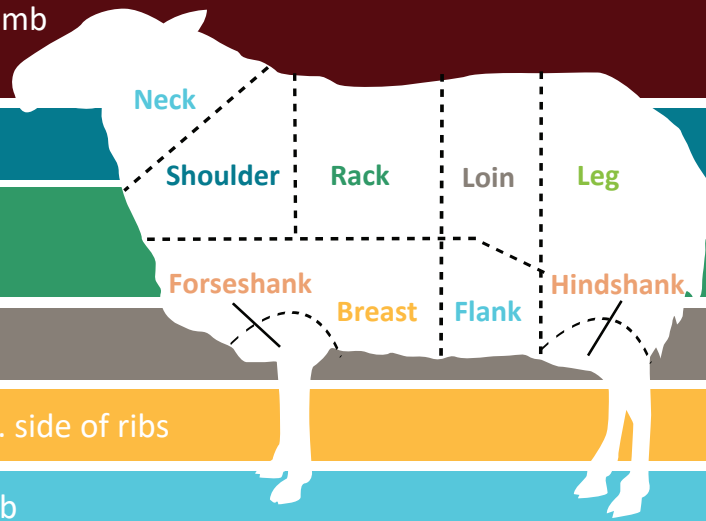 mb
Neck
Shoulder
Rack
Loin
Leg
Forseshank
Hindshank
Breast
Flank
. side of ribs
b